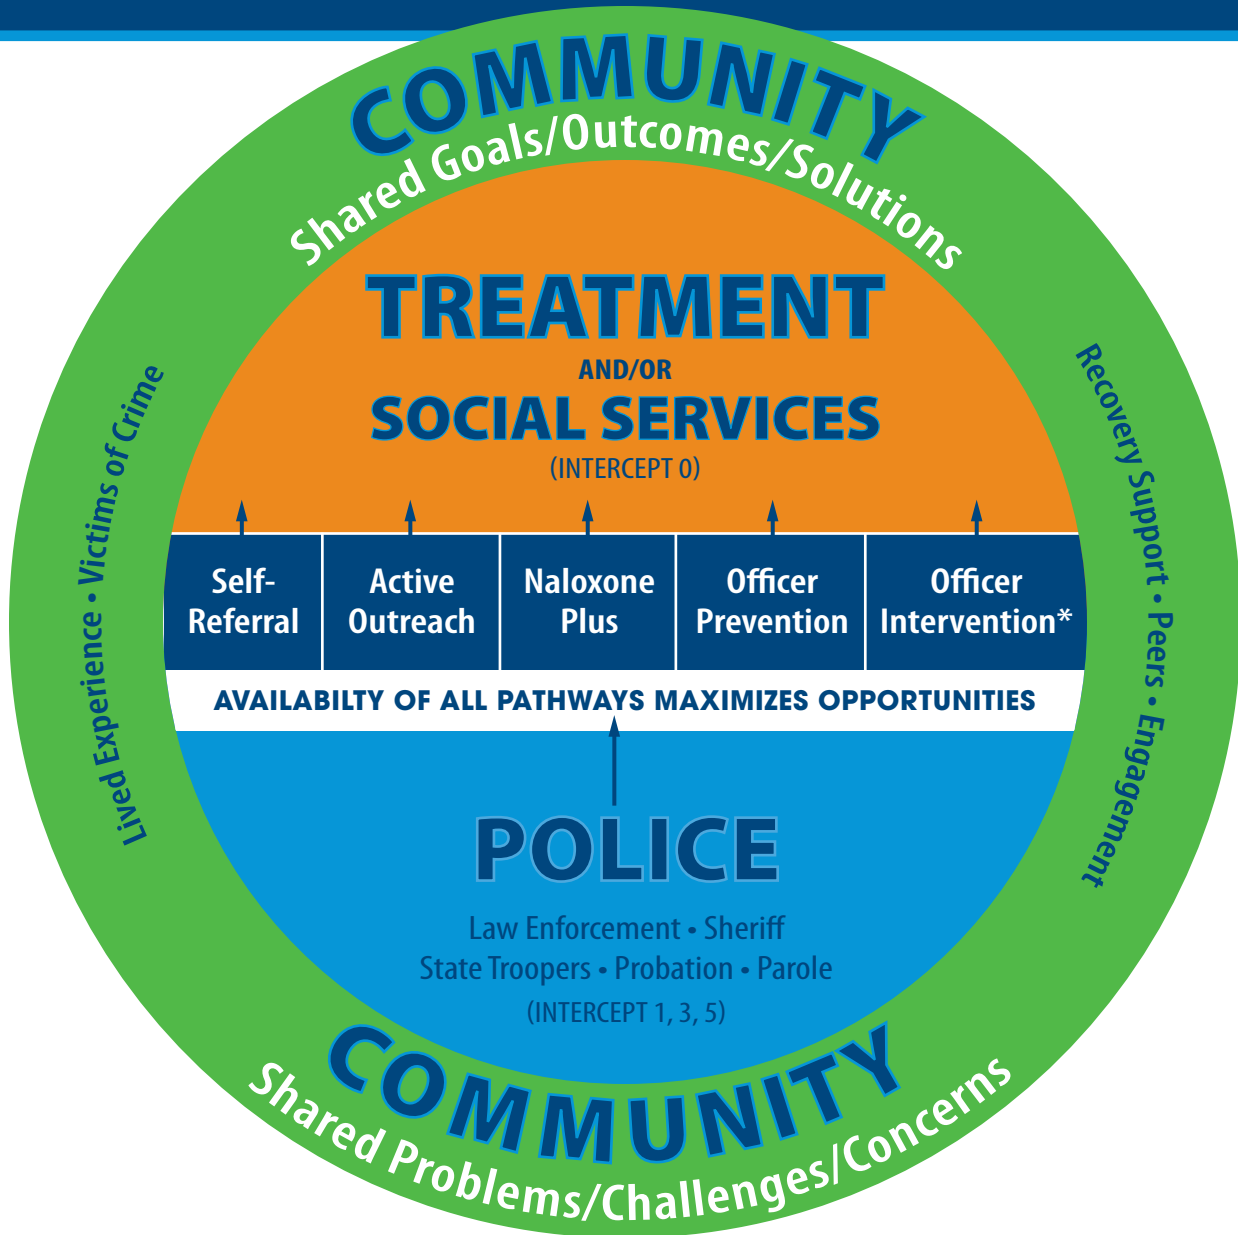 COMMUNITY
Shared Goals/Outcomes/Solutions
TREATMENT
AND/OR
SOCIAL SERVICES
(INTERCEPT 0)
Lived Experience • Victims of Crime
Recovery Support • Peers • Engagement
Self-
Referral
Active
Outreach
Naloxone
Plus
Officer
Prevention
Officer
Intervention*
AVAILABILTY OF ALL PATHWAYS MAXIMIZES OPPORTUNITIES
POLICE
Law Enforcement • Sheriff
State Troopers • Probation • Parole
(INTERCEPT 1, 3, 5)
COMMUNITY
Shared Problems/Challenges/Concerns